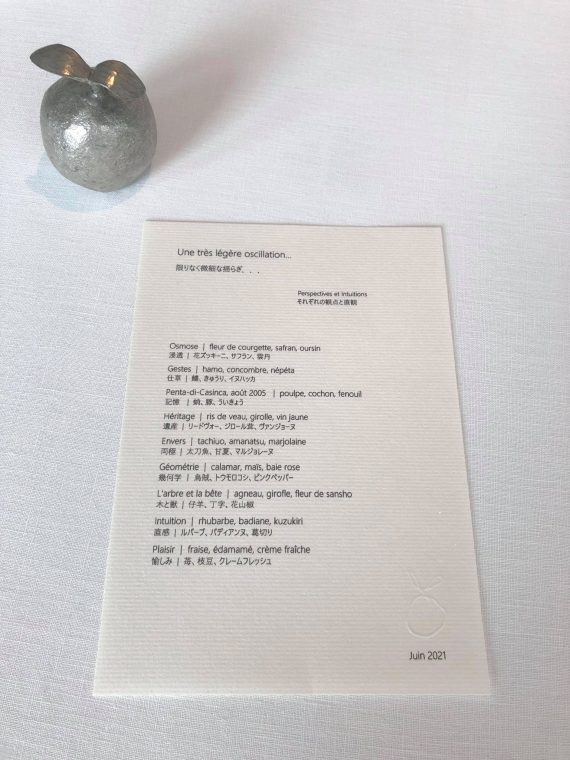 Une très légère oscillation...
限りなく微細な揺らぎ．．．
Perspectives et Intuitions
それぞれの観点と直観
Osmose | fleur de courgette, safran, oursin
浸透 | 花ズッキーニ、サフラン、雲丹
Gestes | hamo, concombre, népéta
仕草 | 鱧、きゅうり、イヌハッカ
Penta-di-Casinca, août 2005 | poulpe, cochon, fenouil
記憶 | 蛸、豚、ういきょう
Héritage | ris de veau, girolle, vin jaune
遺産 | リードヴォー、ジロール茸、ヴァンジョーヌ
Envers | tachiuo, amanatsu, marjolaine
両極 | 太刀魚、甘夏、マルジョレーヌ
Géométrie | calamar, maïs, baie rose
幾何学 | 烏賊、トウモロコシ、ピンクペッパー
L'arbre et la bête | agneau, girofle, fleur de sansho
木と獣 | 仔羊、丁字、花山椒
Intuition | rhubarbe, badiane, kuzukiri
直感 | ルバーブ、バディアンヌ、葛切り
Plaisir | fraise, édamamé, crème fraîche
愉しみ | 苺、枝豆、クレームフレッシュ
Juin 2021